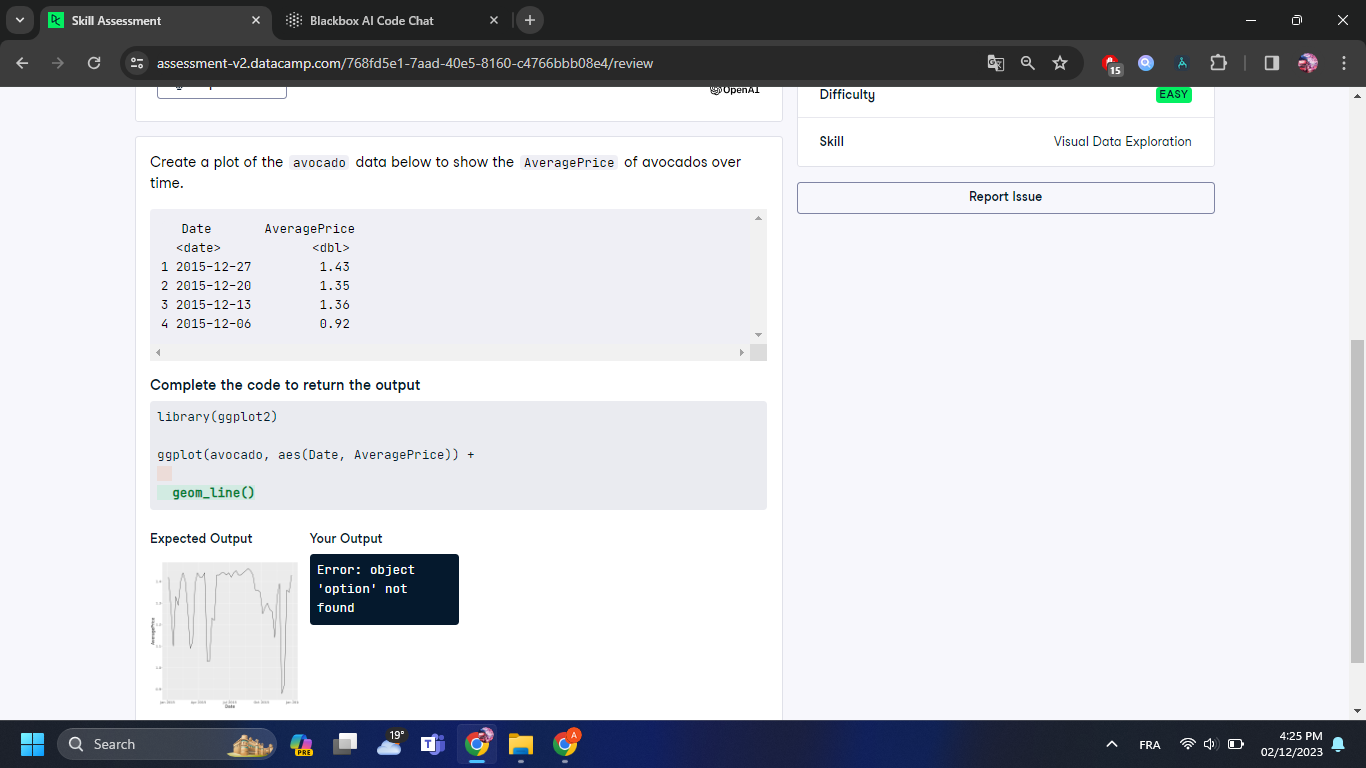 Skill Assessment
Blackbox AI Code Chat
assessment-v2.datacamp.com/768fd5e1-7aad-40e5-8160-c4766bbb08e4/review
15
OpenAI
Difficulty
EASY
Skill
Visual Data Exploration
Report Issue
Create a plot of the avocado data below to show the AveragePrice of avocados over
time.
Date AveragePrice
<date> <dbl>
1 2015-12-27 1.43
2 2015-12-20 1.35
3 2015-12-13 1.36
4 2015-12-06 0.92
Complete the code to return the output
library(ggplot2)
ggplot(avocado, aes(Date, AveragePrice)) +
geom_line()
Expected Output
Your Output
Error: object
'option' not
found
AveragePrice
Date
Search
PRE
19°
FRA
4:25 PM
02/12/2023